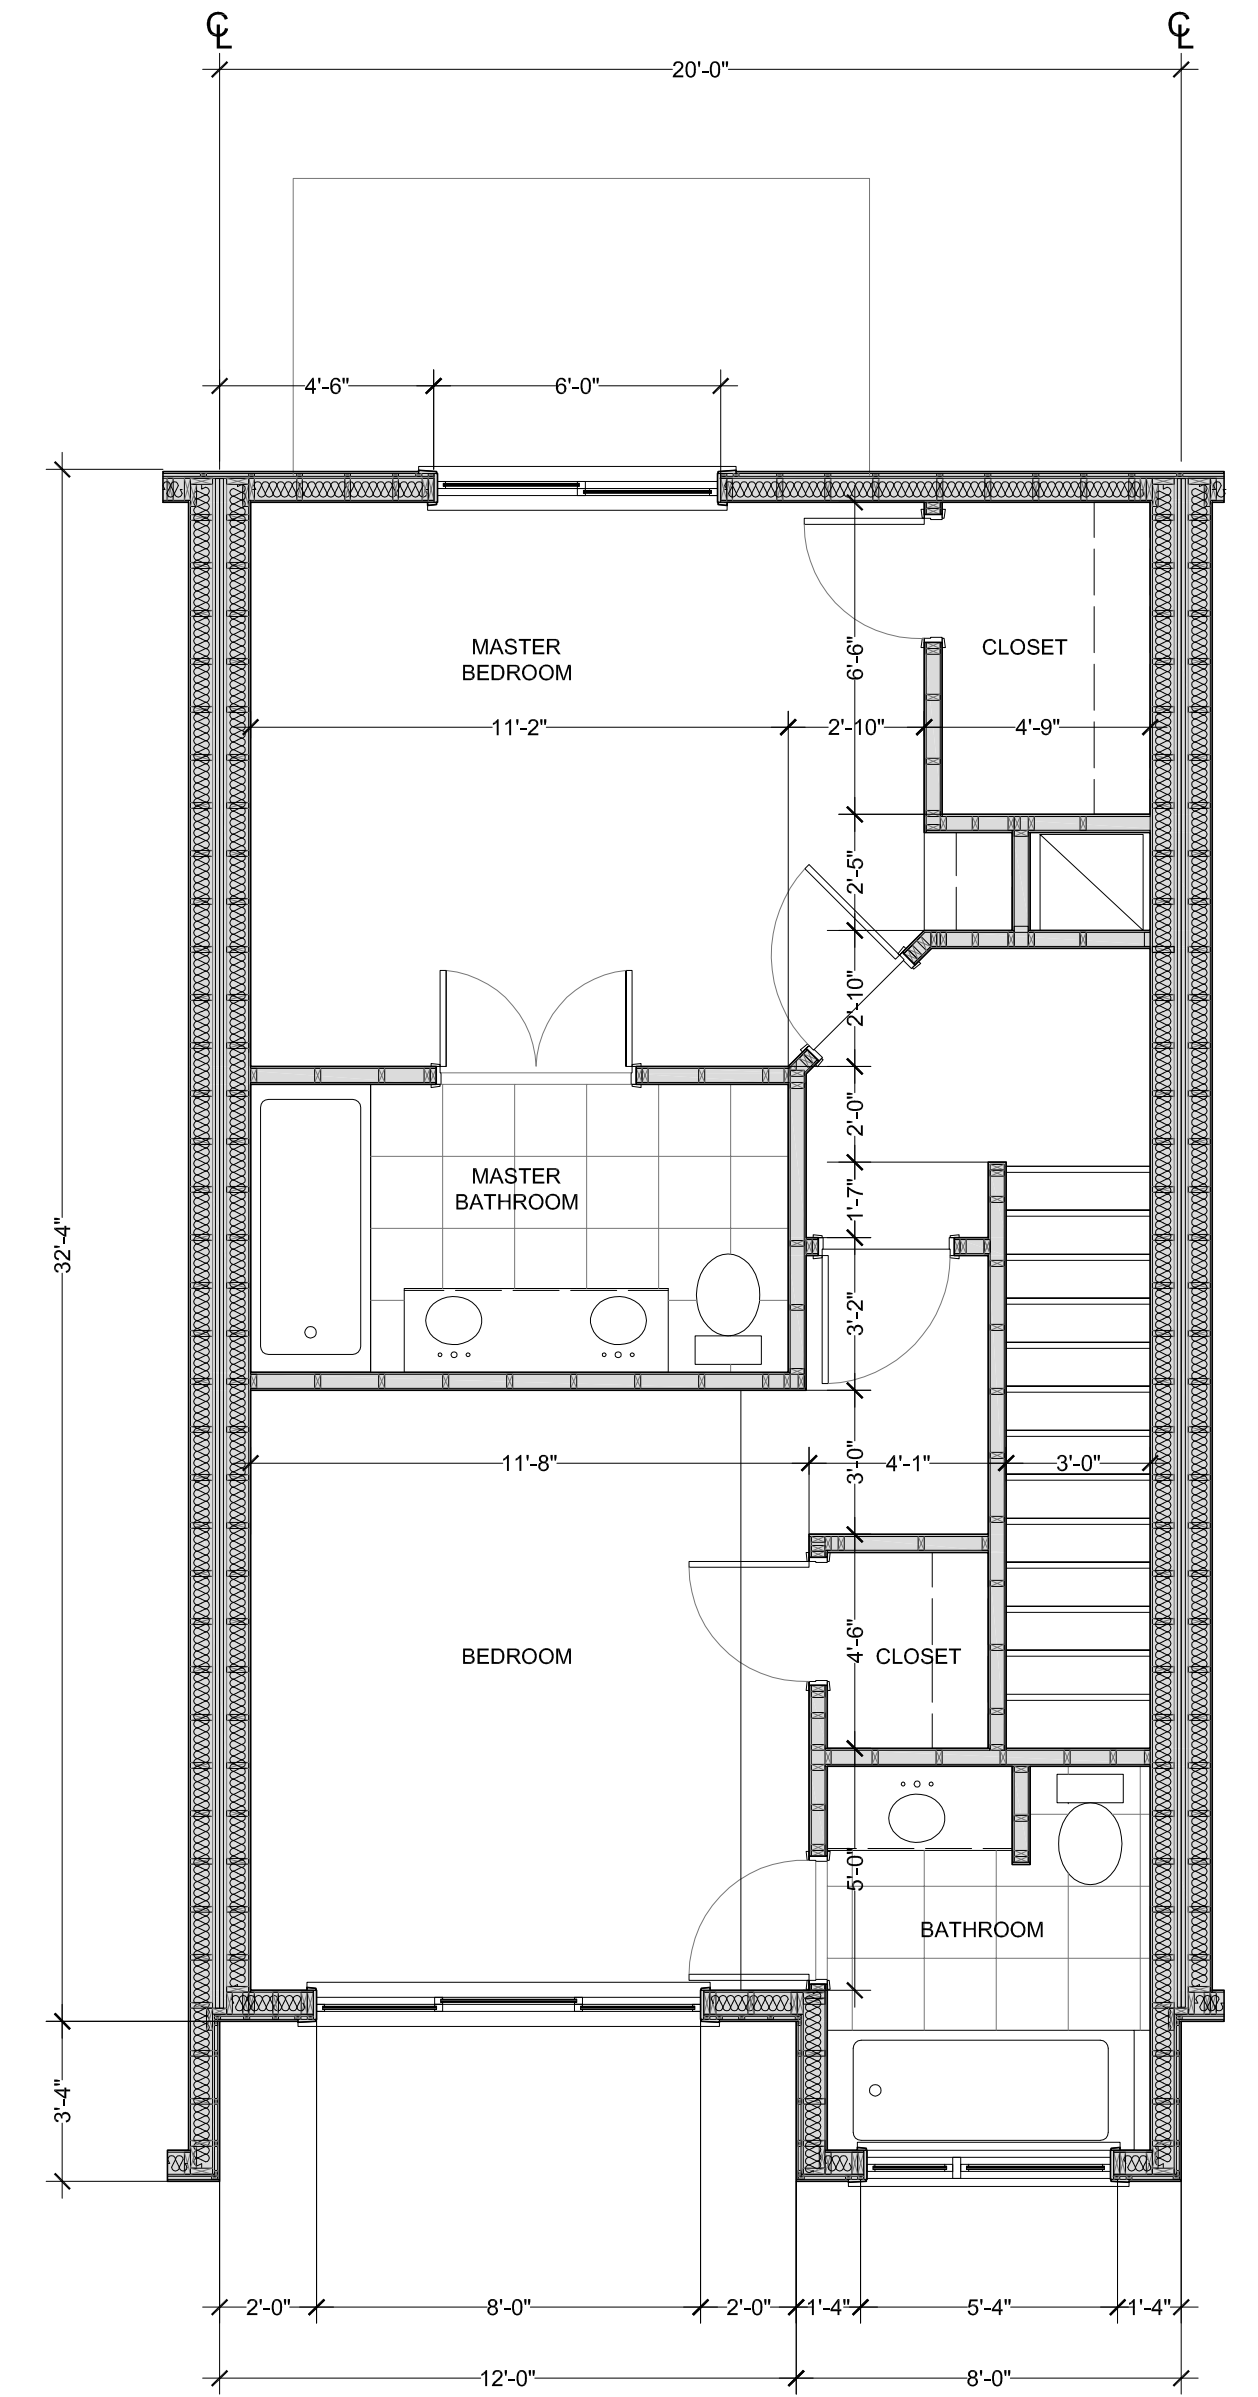 ℄ ℄
20'-0"
4'-6" 6'-0"
MASTER
BEDROOM
CLOSET
6'-6"
11'-2" 2'-10" 4'-9"
2'-5"
2'-10"
2'-0"
MASTER
BATHROOM
1'-7"
32'-4"
3'-2"
11'-8" 3'-0" 4'-1" 3'-0"
BEDROOM
4'-6"
CLOSET
5'-0"
BATHROOM
3'-4"
2'-0" 8'-0" 2'-0" 1'-4" 5'-4" 1'-4"
12'-0" 8'-0"